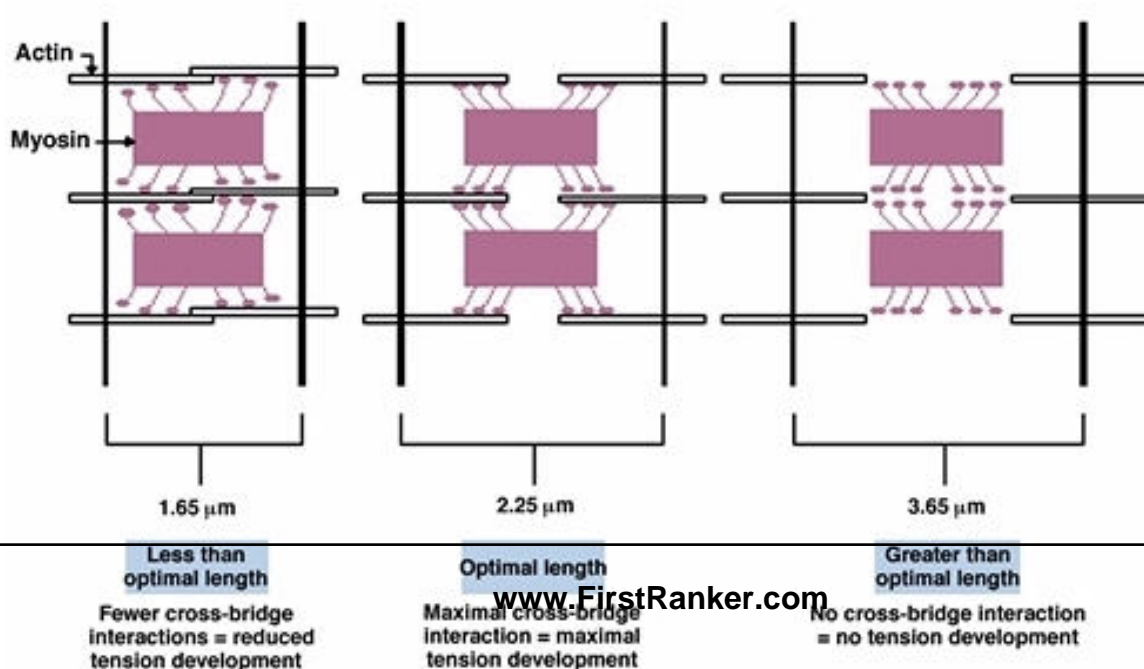 Actin
Myosin
1.65 μm
2.25 μm
3.65 μm
Less than
optimal length
Fewer cross-bridge
interactions = reduced
tension development
Optimal length
Maximal cross-bridge
interaction = maximal
tension development
Greater than
optimal length
No cross-bridge interaction
= no tension development
www.FirstRanker.com